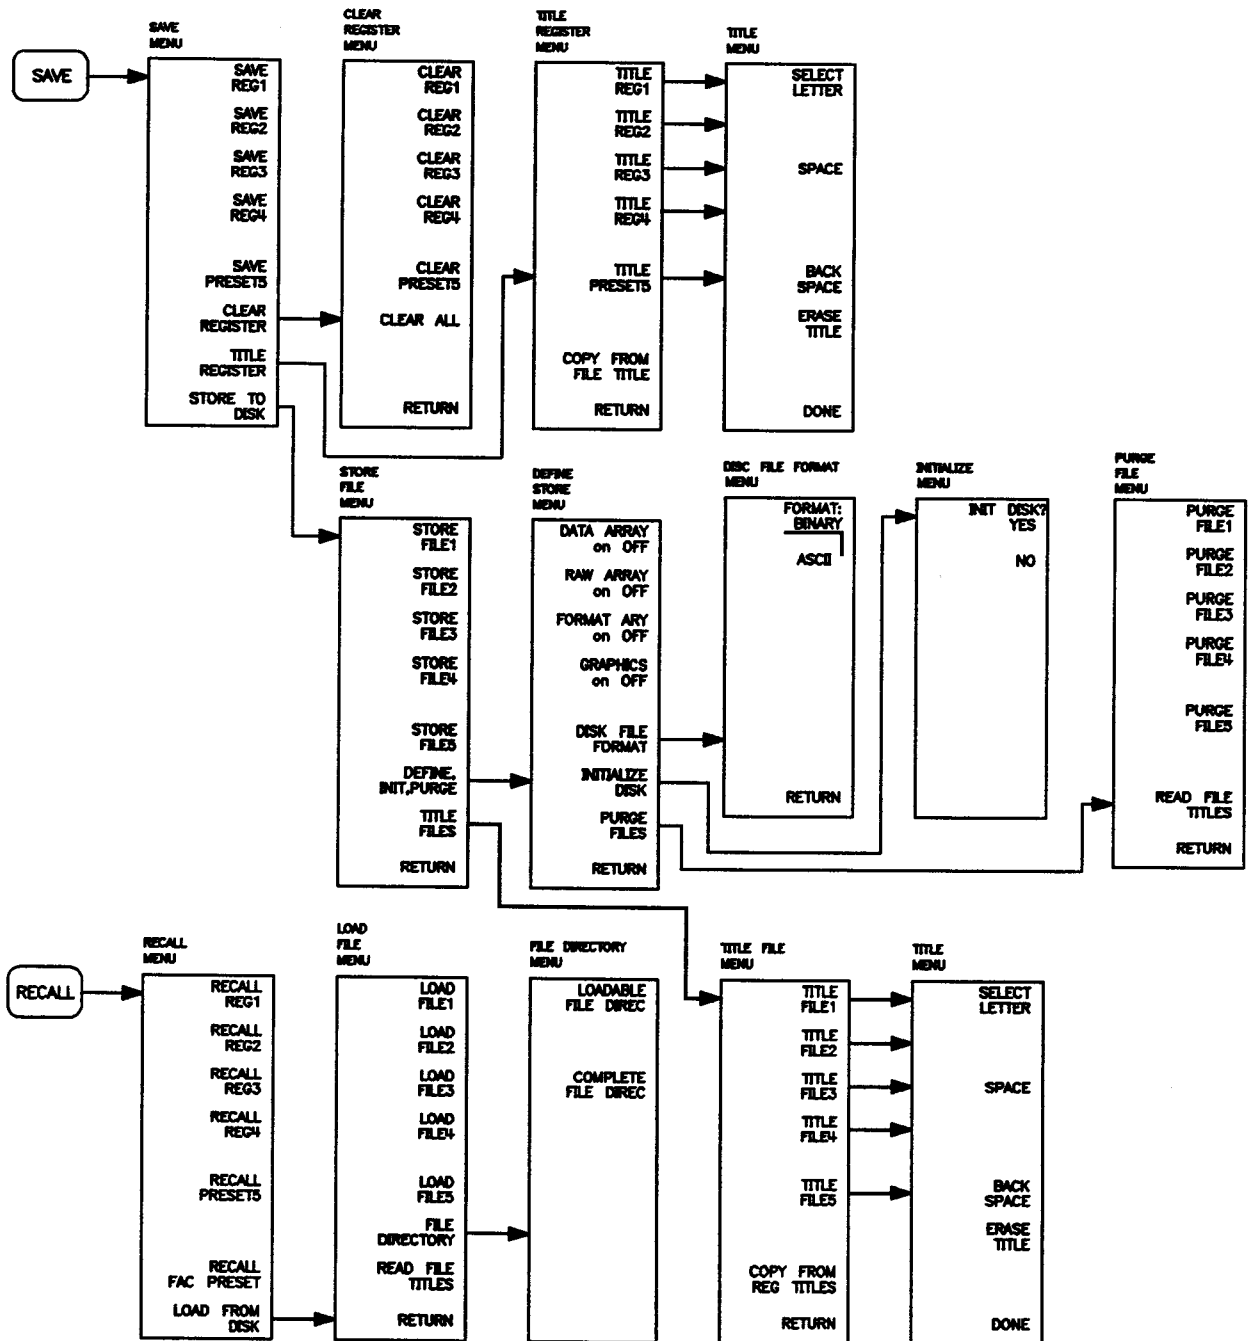 SAVE
SAVE
MENU
SAVE
REG1
SAVE
REG2
SAVE
REG3
SAVE
REG4
SAVE
PRESET5
CLEAR
REGISTER
TITLE
REGISTER
STORE TO
DISK
CLEAR
REGISTER
MENU
CLEAR
REG1
CLEAR
REG2
CLEAR
REG3
CLEAR
REG4
CLEAR
PRESET5
CLEAR ALL
RETURN
TITLE
REGISTER
MENU
TITLE
REG1
TITLE
REG2
TITLE
REG3
TITLE
REG4
TITLE
PRESET5
COPY FROM
FILE TITLE
RETURN
TITLE
MENU
SELECT
LETTER
SPACE
BACK
SPACE
ERASE
TITLE
DONE
STORE
FILE
MENU
STORE
FILE1
STORE
FILE2
STORE
FILE3
STORE
FILE4
STORE
FILE5
DEFINE,
INIT,PURGE
TITLE
FILES
RETURN
DEFINE
STORE
MENU
DATA ARRAY
on OFF
RAW ARRAY
on OFF
FORMAT ARY
on OFF
GRAPHICS
on OFF
DISK FILE
FORMAT
INITIALIZE
DISK
PURGE
FILES
RETURN
DISC FILE FORMAT
MENU
FORMAT:
BINARY
ASCII
RETURN
INITIALIZE
MENU
INIT DISK?
YES
NO
PURGE
FILE
MENU
PURGE
FILE1
PURGE
FILE2
PURGE
FILE3
PURGE
FILE4
PURGE
FILE5
READ FILE
TITLES
RETURN
RECALL
RECALL
MENU
RECALL
REG1
RECALL
REG2
RECALL
REG3
RECALL
REG4
RECALL
PRESET5
RECALL
FAC PRESET
LOAD FROM
DISK
LOAD
FILE
MENU
LOAD
FILE1
LOAD
FILE2
LOAD
FILE3
LOAD
FILE4
LOAD
FILE5
FILE
DIRECTORY
READ FILE
TITLES
RETURN
FILE DIRECTORY
MENU
LOADABLE
FILE DIREC
COMPLETE
FILE DIREC
TITLE FILE
MENU
TITLE
FILE1
TITLE
FILE2
TITLE
FILE3
TITLE
FILE4
TITLE
FILE5
COPY FROM
REG TITLES
RETURN
TITLE
MENU
SELECT
LETTER
SPACE
BACK
SPACE
ERASE
TITLE
DONE